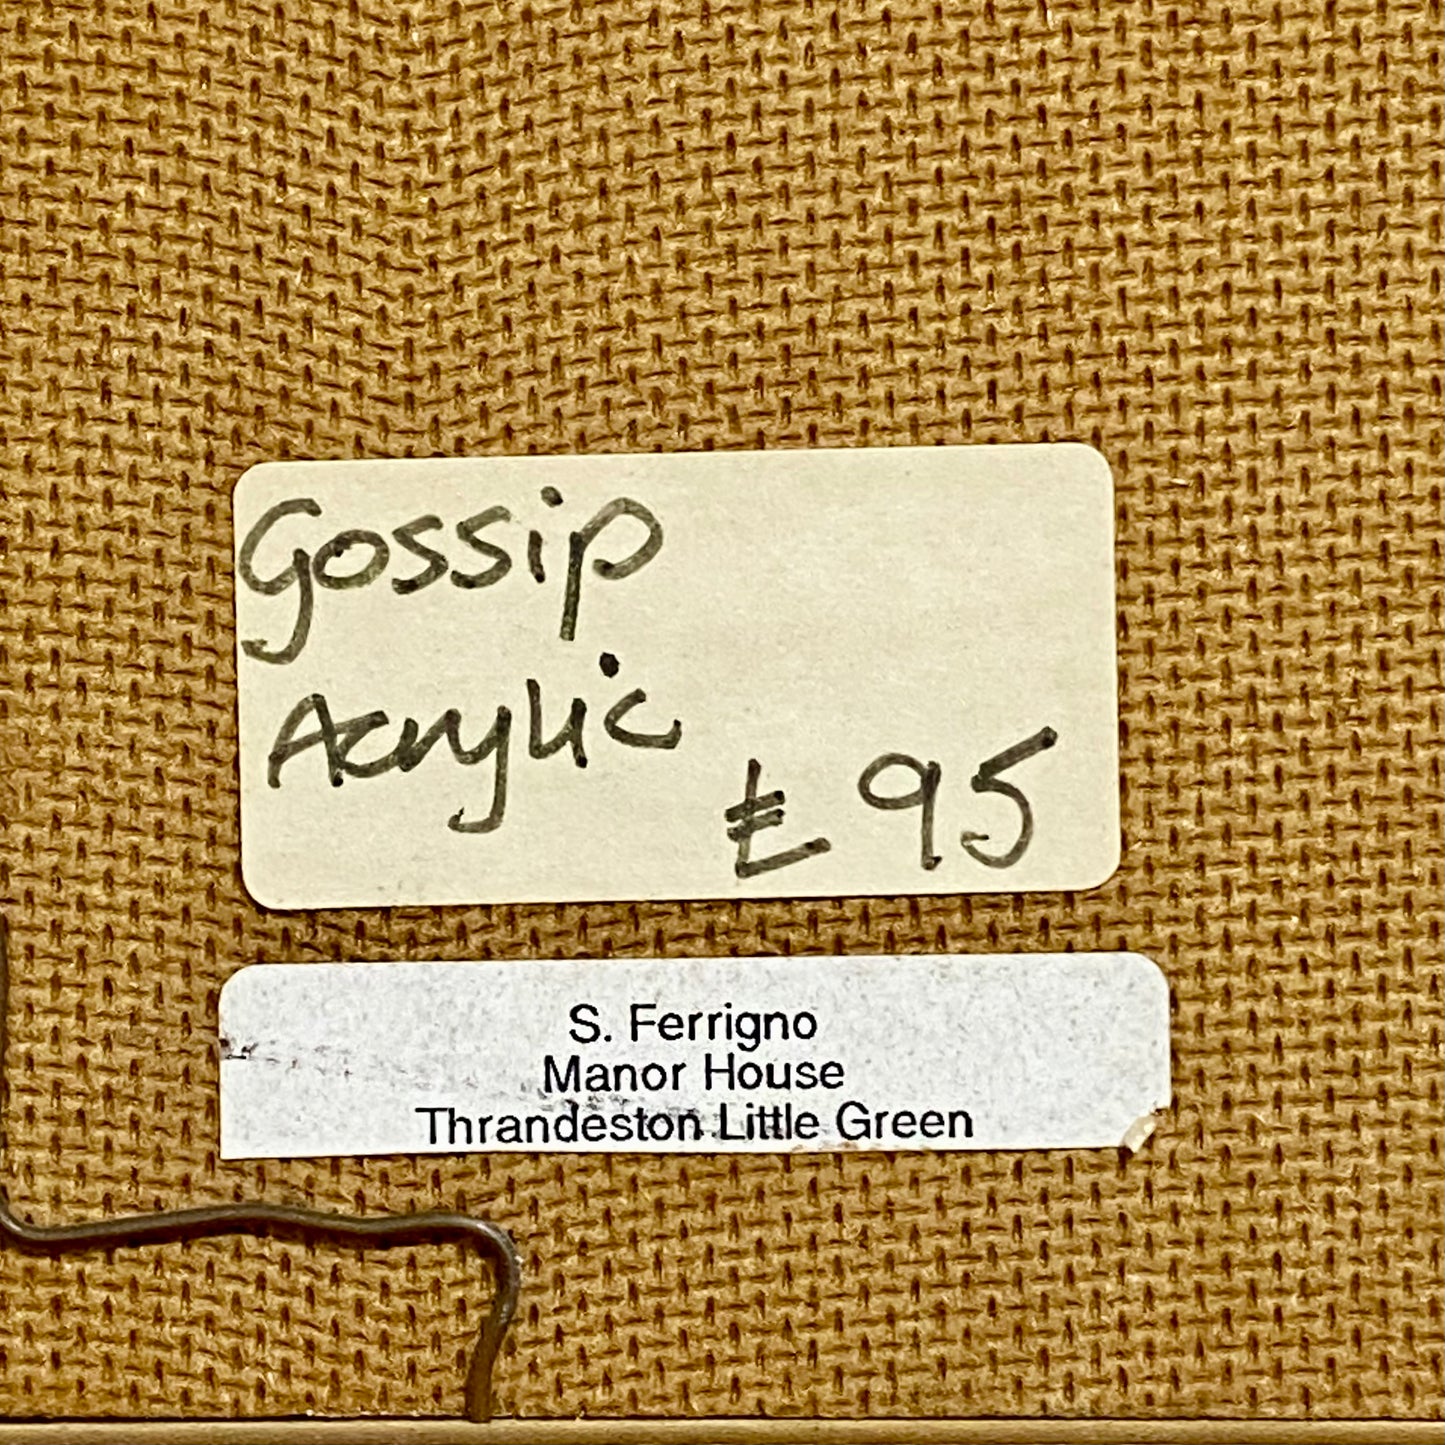 Gossip
Acrylic
£95
S. Ferrigno
Manor House
Thrandeston Little Green